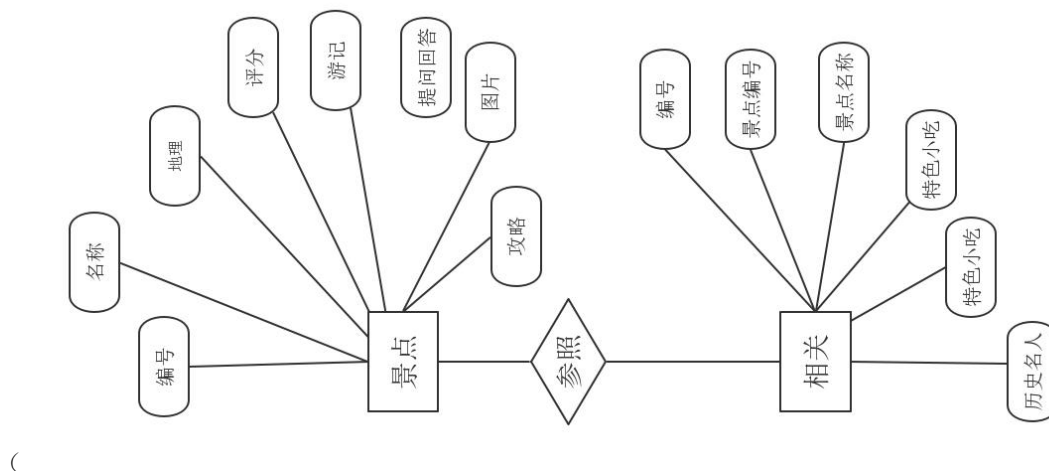 编号
名称
地理
评分
游记
提问回答
图片
攻略
景点
参照
相关
编号
景点编号
景点名称
特色小吃
特色小吃
历史名人
（